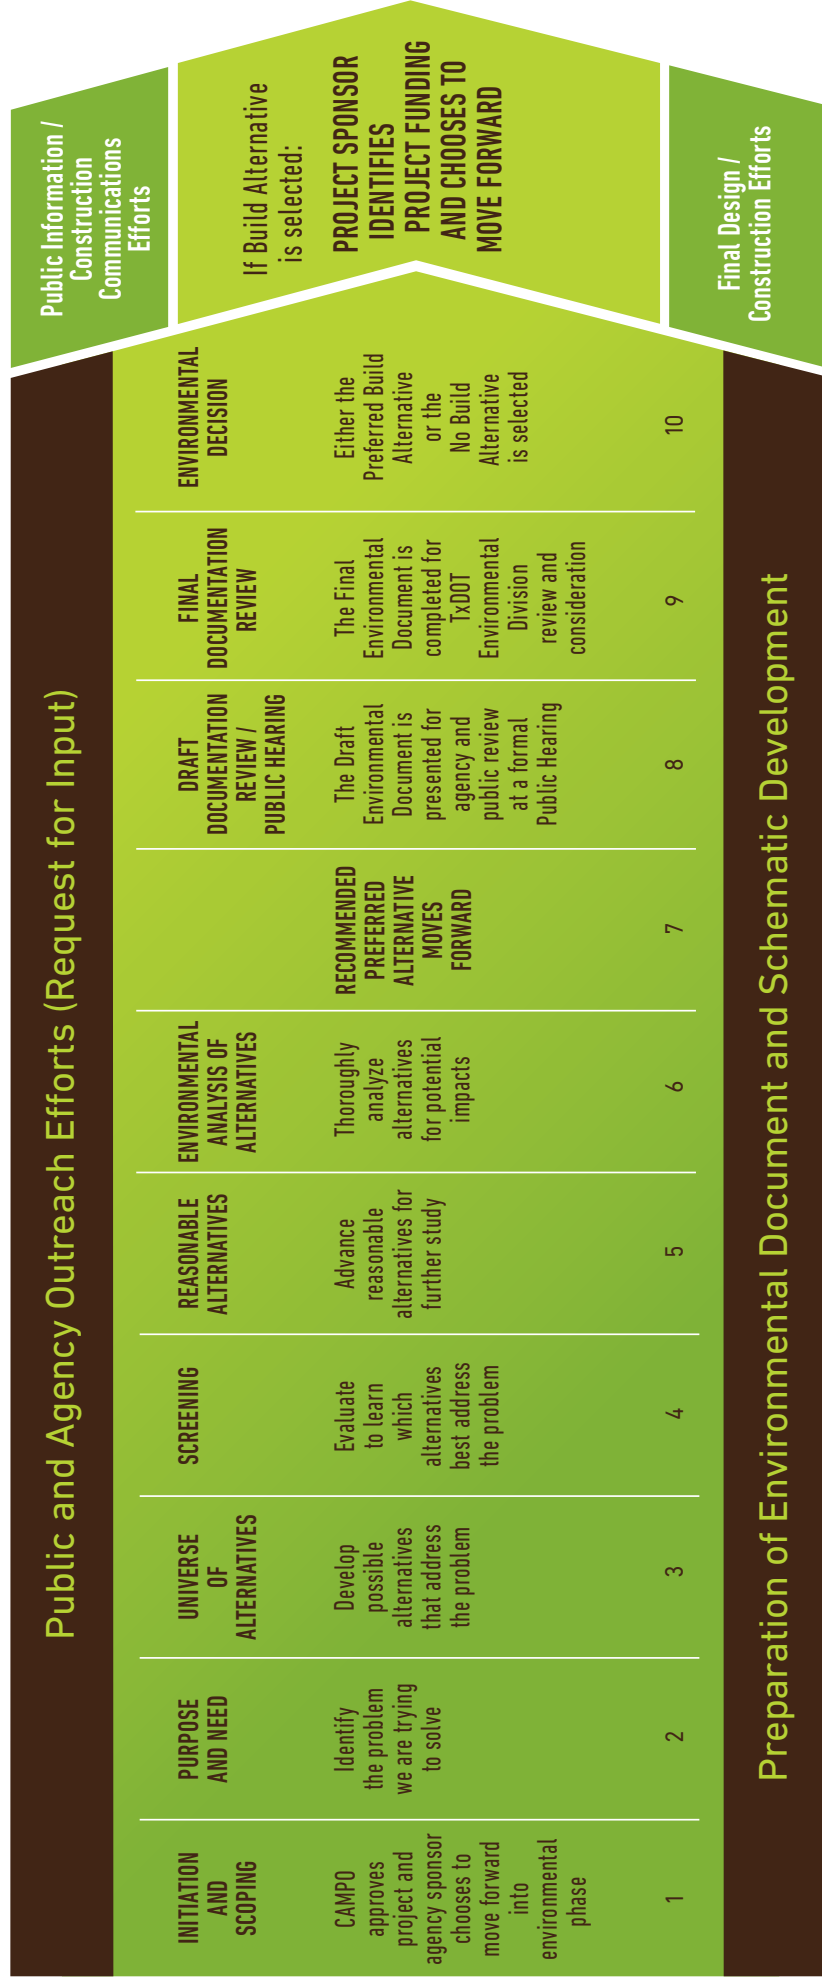 Public and Agency Outreach Efforts (Request for Input)
Public Information /
Construction
Communications
Efforts
INITIATION
AND
SCOPING
CAMPO
approves
project and
agency sponsor
chooses to
move forward
into
environmental
phase
1
PURPOSE
AND NEED
Identify
the problem
we are trying
to solve
2
UNIVERSE
OF
ALTERNATIVES
Develop
possible
alternatives
that address
the problem
3
SCREENING
Evaluate
to learn
which
alternatives
best address
the problem
4
REASONABLE
ALTERNATIVES
Advance
reasonable
alternatives for
further study
5
ENVIRONMENTAL
ANALYSIS OF
ALTERNATIVES
Thoroughly
analyze
alternatives
for potential
impacts
6
RECOMMENDED
PREFERRED
ALTERNATIVE
MOVES
FORWARD
7
DRAFT
DOCUMENTATION
REVIEW /
PUBLIC HEARING
The Draft
Environmental
Document is
presented for
agency and
public review
at a formal
Public Hearing
8
FINAL
DOCUMENTATION
REVIEW
The Final
Environmental
Document is
completed for
TxDOT
Environmental
Division
review and
consideration
9
ENVIRONMENTAL
DECISION
Either the
Preferred Build
Alternative
or the
No Build
Alternative
is selected
10
If Build Alternative
is selected:
PROJECT SPONSOR
IDENTIFIES
PROJECT FUNDING
AND CHOOSES TO
MOVE FORWARD
Preparation of Environmental Document and Schematic Development
Final Design /
Construction Efforts